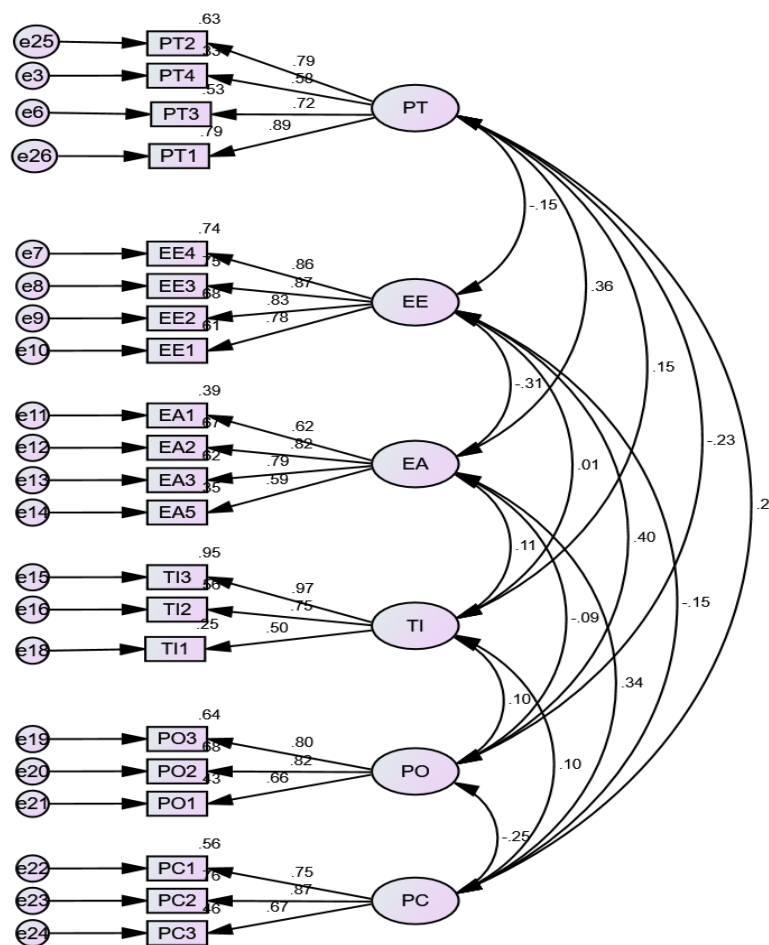 .63
e25 PT2 .79
.33
e3 PT4 .58 PT
.53
e6 PT3 .72
.79
e26 PT1 .89
-.15
.74
e7 EE4 .86
.75
e8 EE3 .87 EE .36
.68
e9 EE2 .83
.61
e10 EE1 .78
.15
-.31
.39
e11 EA1 .62
.67
e12 EA2 .82 EA .01 -.23
.62
e13 EA3 .79
.35
e14 EA5 .59
.2
.11 .40
.95
e15 TI3 .97
.56
e16 TI2 .75 TI -.09 -.15
.25
e18 TI1 .50
.34
.10
.64
e19 PO3 .80
.68
e20 PO2 .82 PO .10
.43
e21 PO1 .66
-.25
.56
e22 PC1 .75
.76
e23 PC2 .87 PC
.46
e24 PC3 .67